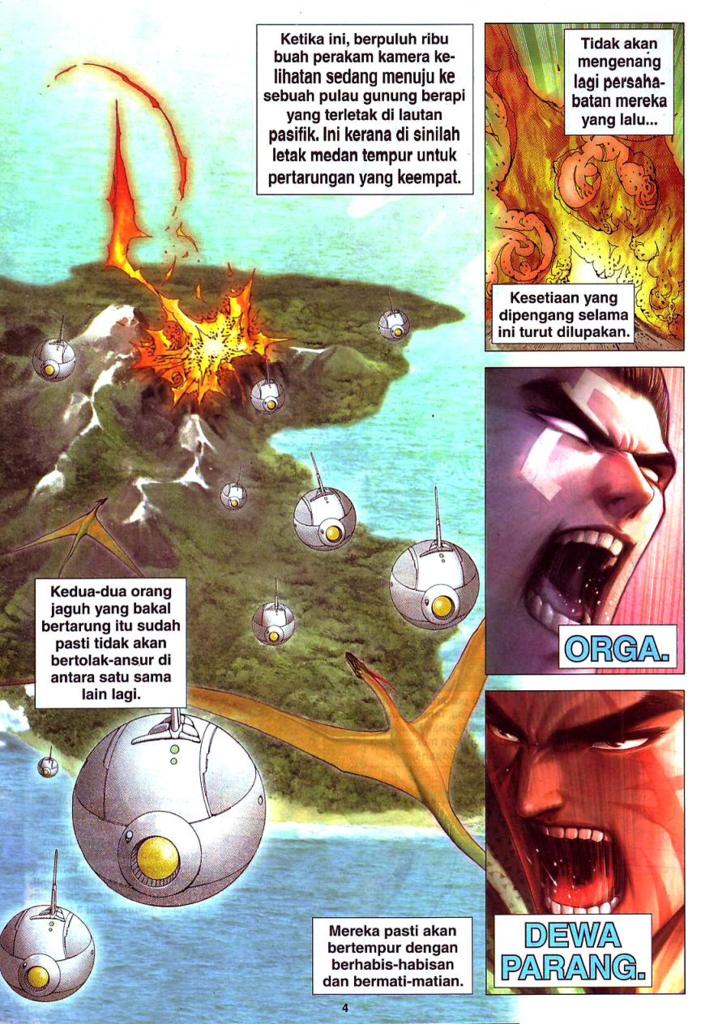 Ketika ini, berpuluh ribu
buah perakam kamera ke-
lihatan sedang menuju ke
sebuah pulau gunung berapi
yang terletak di lautan
pasifik. Ini kerana di sinilah
letak medan tempur untuk
pertarungan yang keempat.
Kedua-dua orang
jaguh yang bakal
bertarung itu sudah
pasti tidak akan
bertolak-ansur di
antara satu sama
lain lagi.
Mereka pasti akan
bertempur dengan
berhabis-habisan
dan bermati-matian.
Tidak akan
mengenang
lagi persaha-
batan mereka
yang lalu...
Kesetiaan yang
dipengang selama
ini turut dilupakan.
ORGA.
DEWA
PARANG.
4